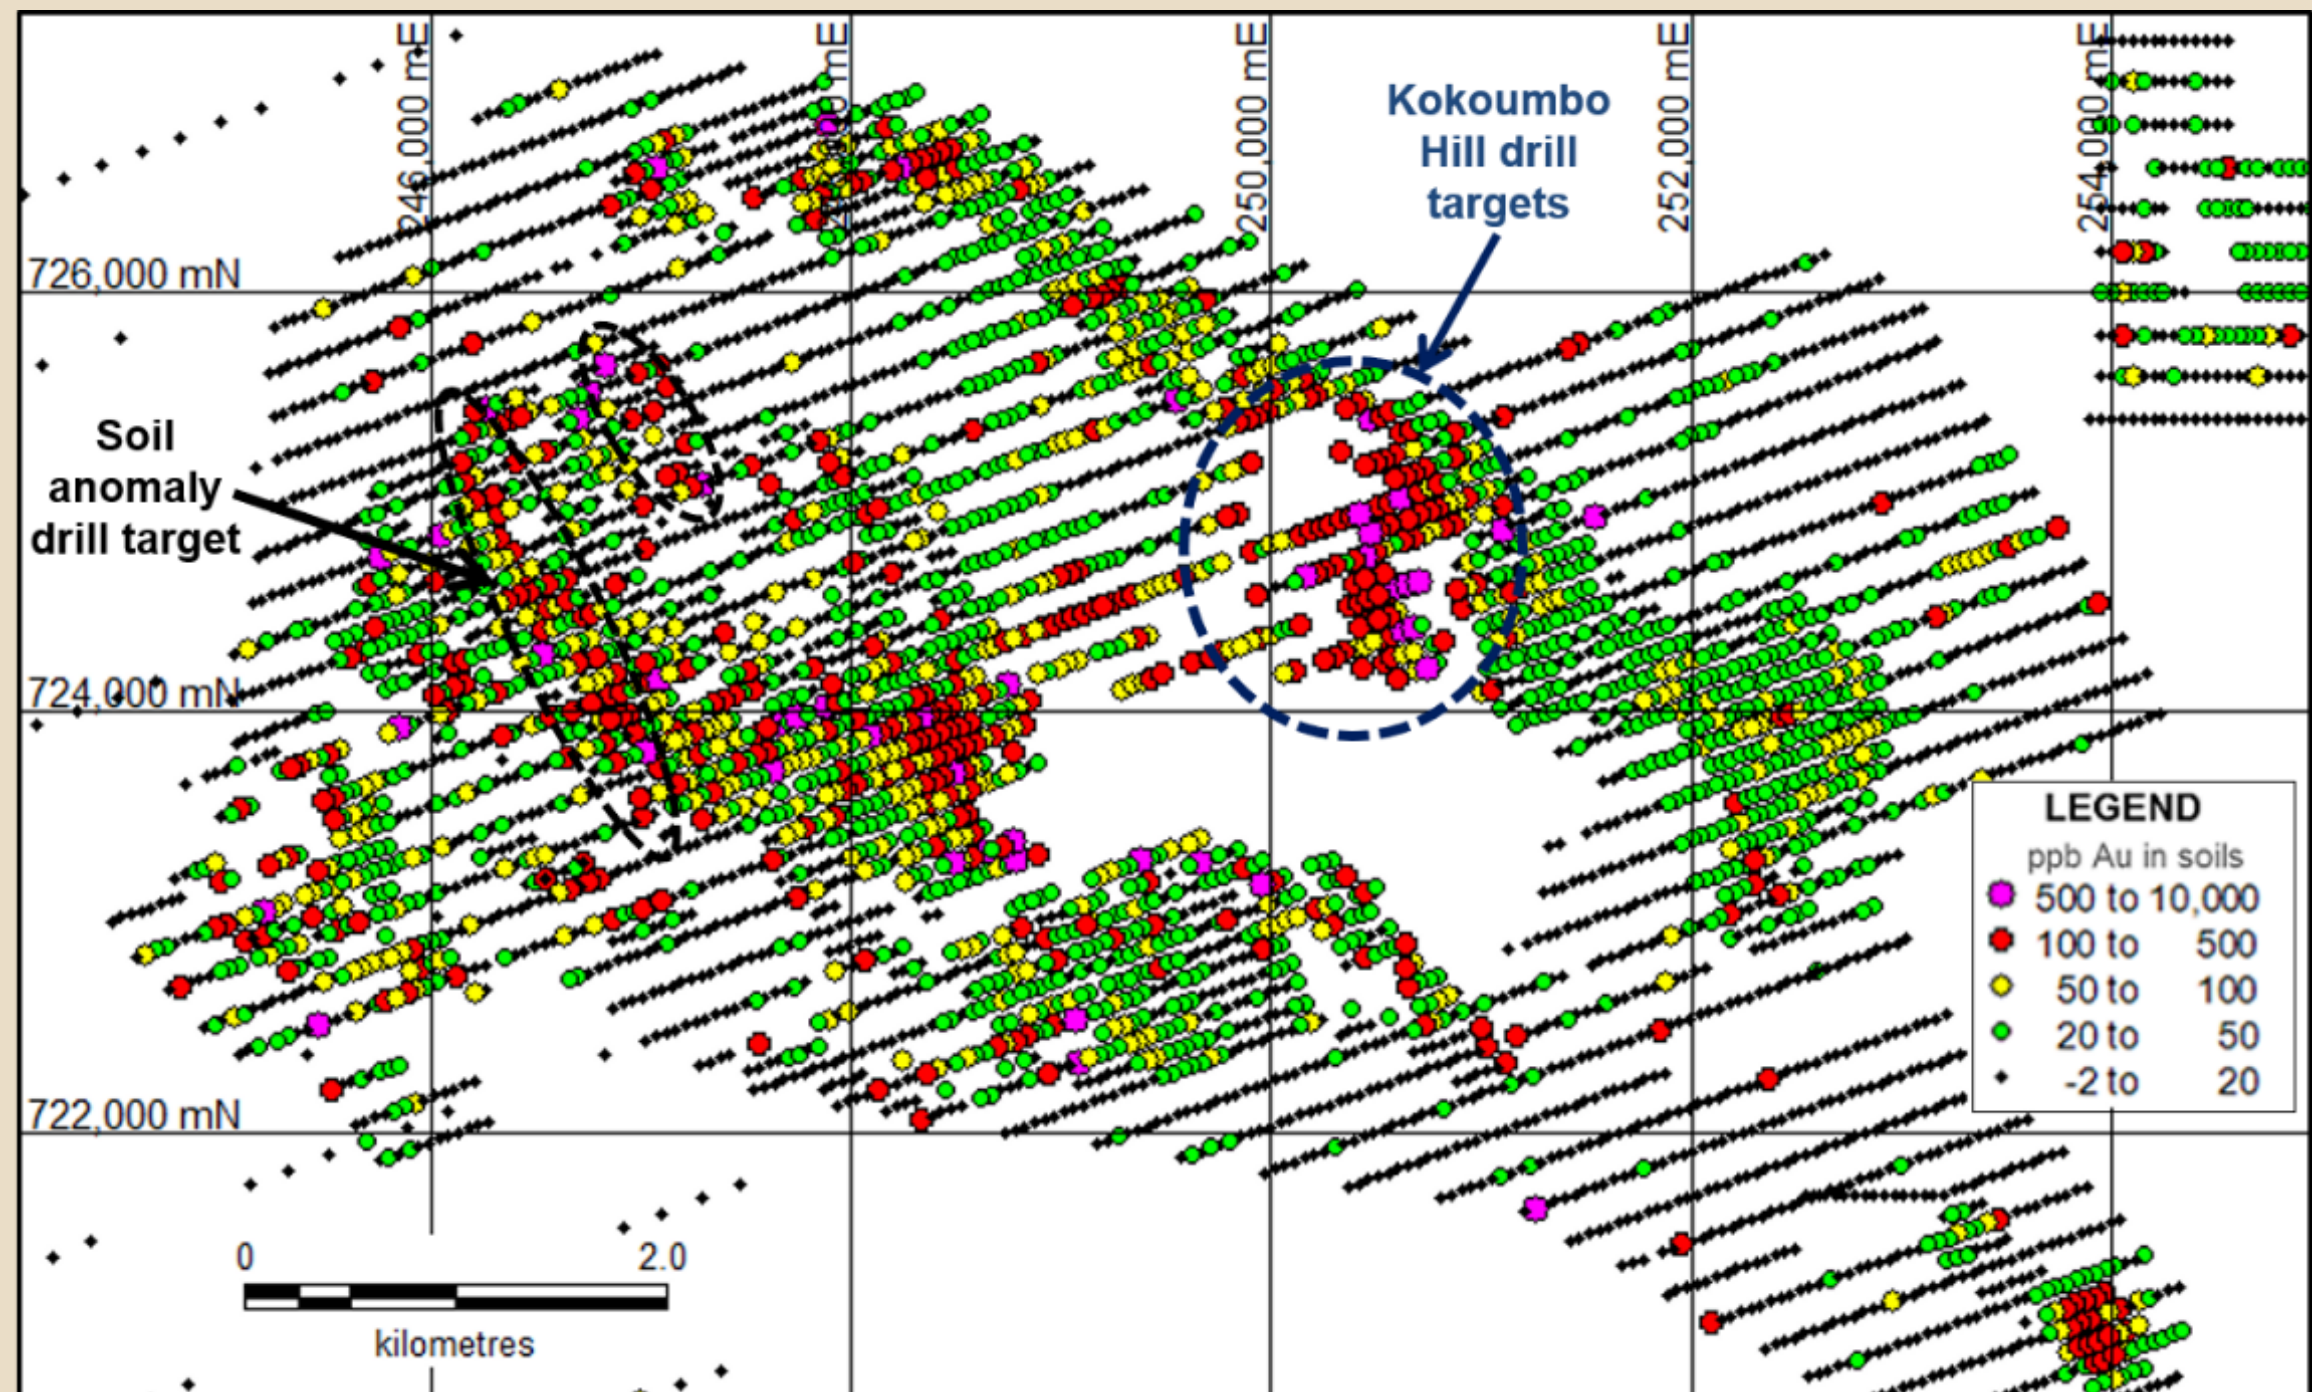 246,000 mE
mE
250,000 mE
252,000 mE
254,000 mE
Kokoumbo
Hill drill
targets
726,000 mN
Soil
anomaly
drill target
724,000 mN
LEGEND
ppb Au in soils
500 to 10,000
100 to 500
50 to 100
20 to 50
-2 to 20
722,000 mN
0 2.0
kilometres